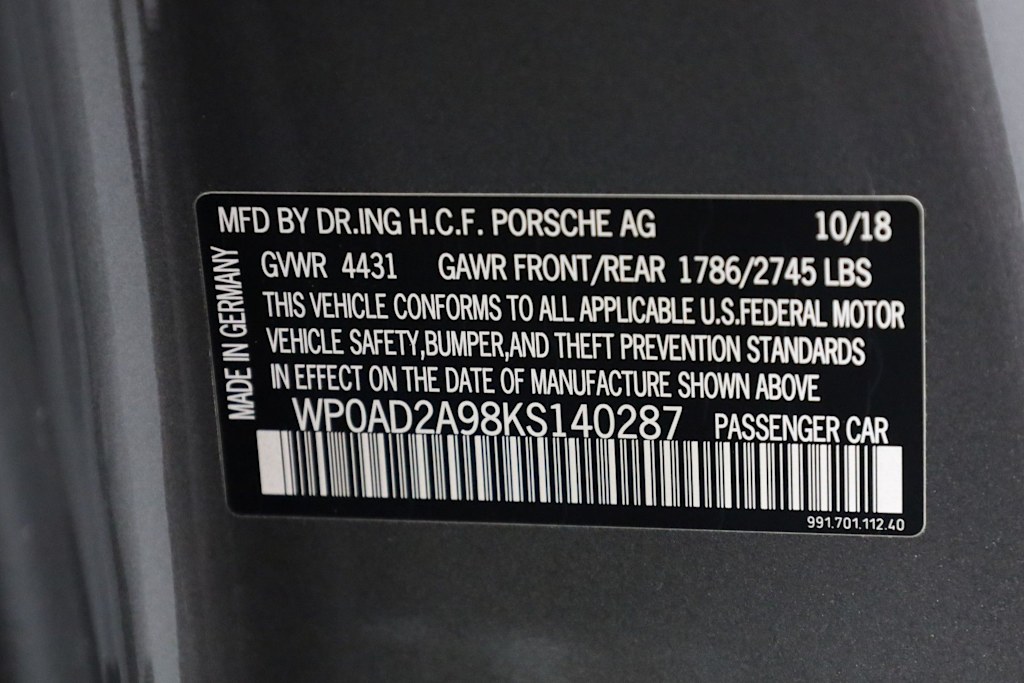 MFD BY DR.ING H.C.F. PORSCHE AG 10/18
GVWR 4431 GAWR FRONT/REAR 1786/2745 LBS
THIS VEHICLE CONFORMS TO ALL APPLICABLE U.S.FEDERAL MOTOR
VEHICLE SAFETY,BUMPER,AND THEFT PREVENTION STANDARDS
IN EFFECT ON THE DATE OF MANUFACTURE SHOWN ABOVE
WP0AD2A98KS140287 PASSENGER CAR
991.701.112.40
MADE IN GERMANY